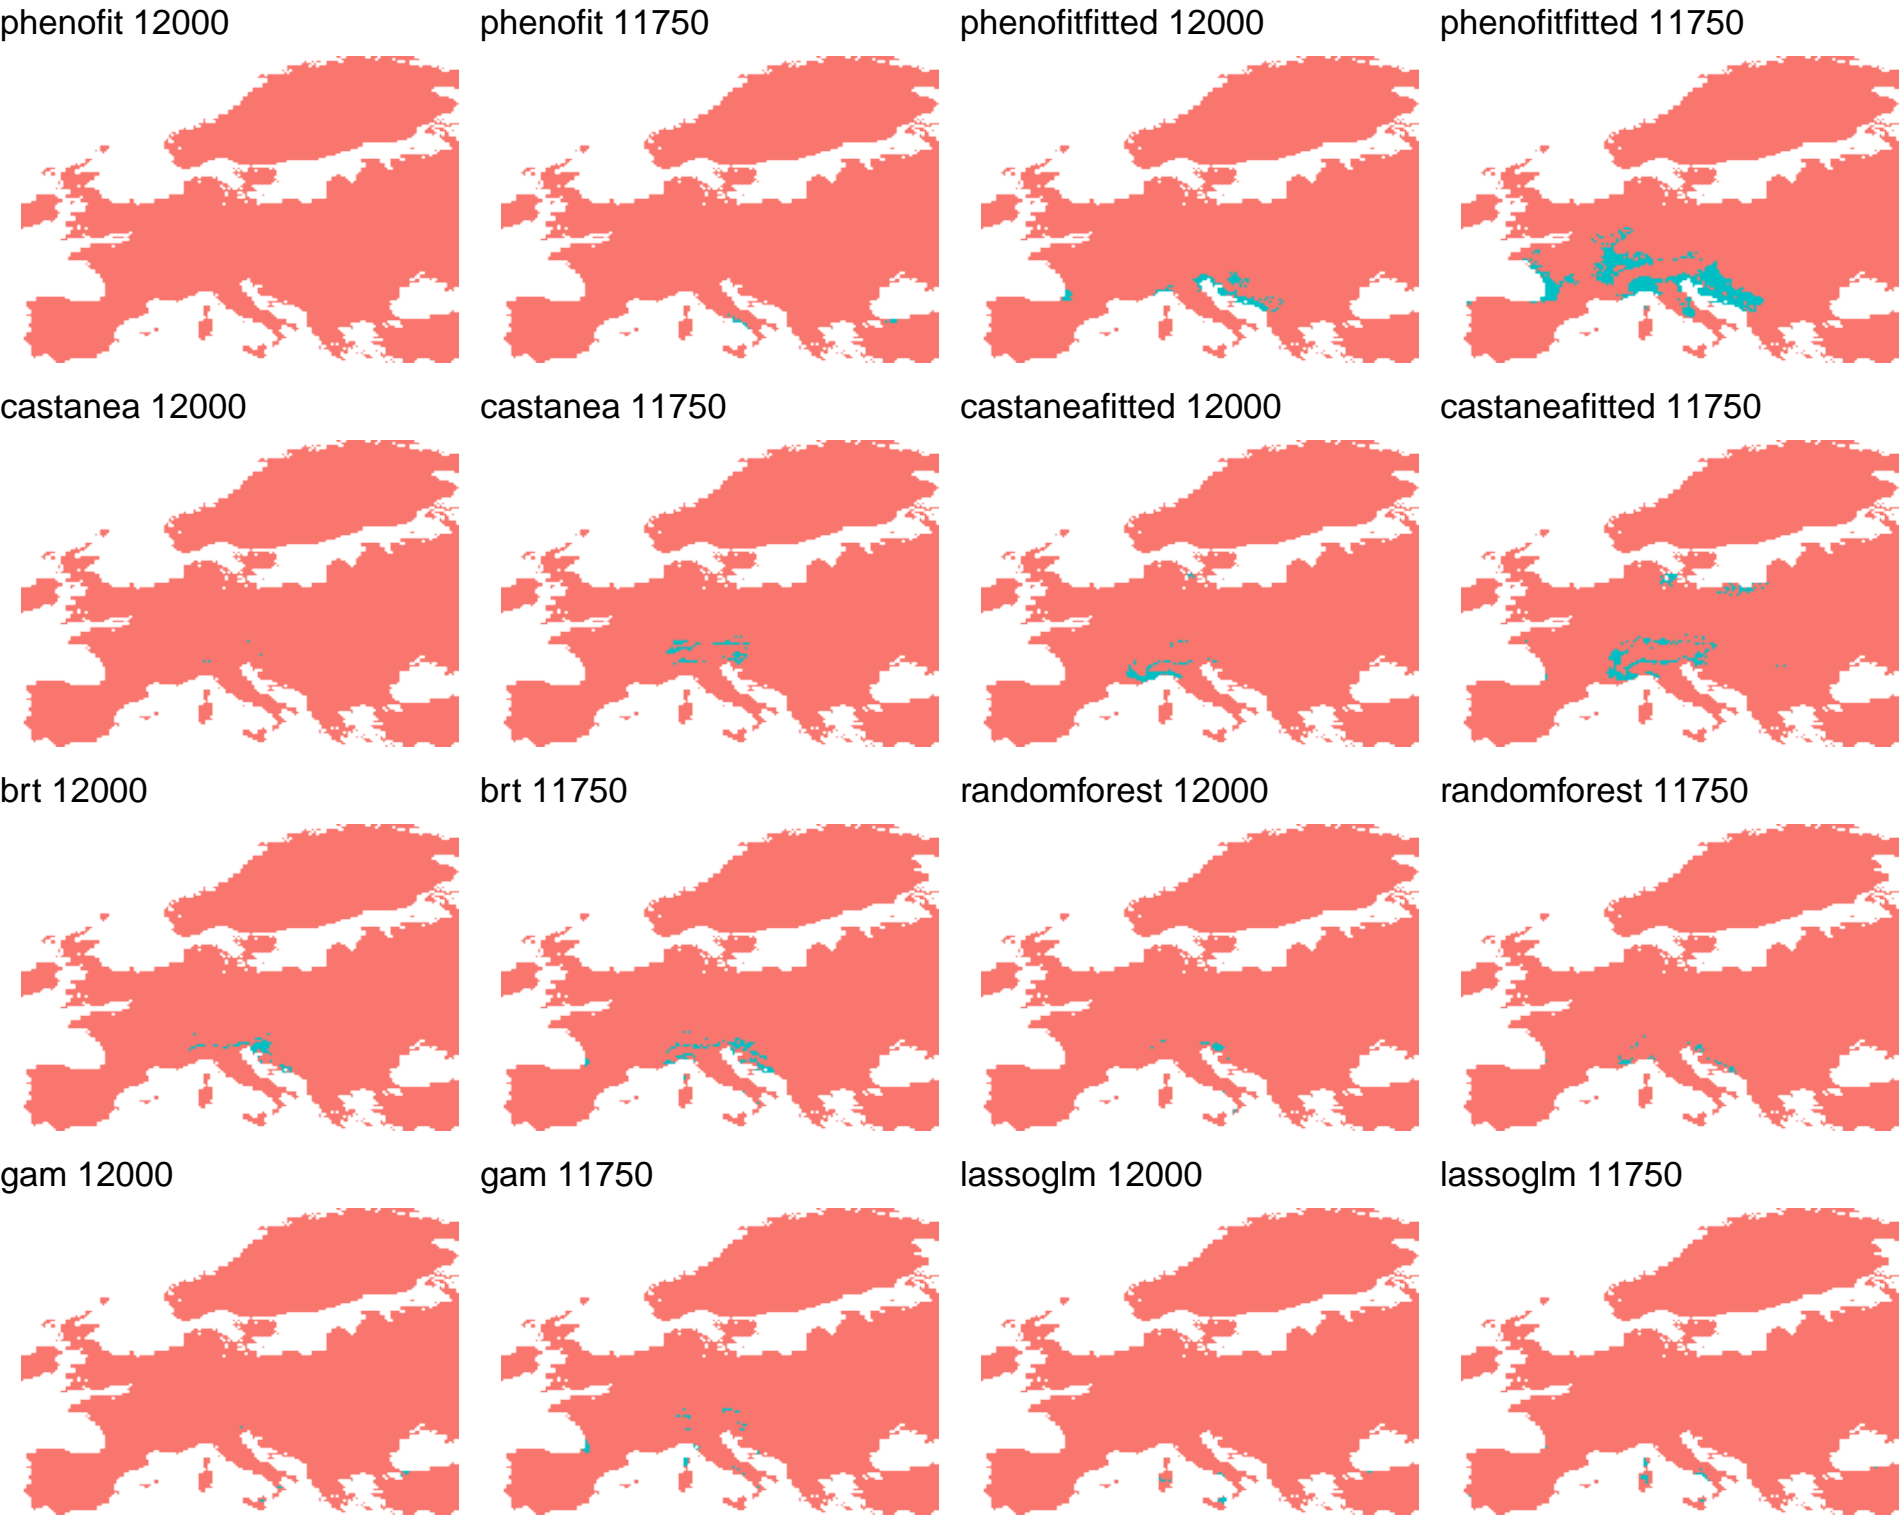 phenofit 12000
phenofit 11750
phenofitfitted 12000
phenofitfitted 11750
castanea 12000
castanea 11750
castaneafitted 12000
castaneafitted 11750
brt 12000
brt 11750
randomforest 12000
randomforest 11750
gam 12000
gam 11750
lassoglm 12000
lassoglm 11750